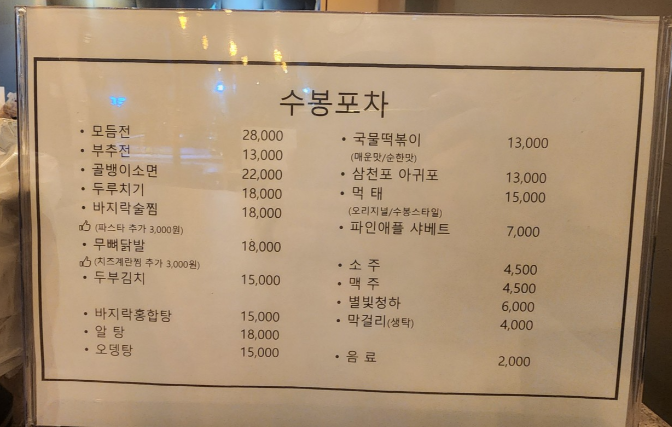 수봉포차
• 모듬전 28,000
• 부추전 13,000
• 골뱅이소면 22,000
• 두루치기 18,000
• 바지락술찜 18,000
(파스타 추가 3,000원)
• 무뼈닭발 18,000
(치즈계란찜 추가 3,000원)
• 두부김치 15,000
• 바지락홍합탕 15,000
• 알 탕 18,000
• 오뎅탕 15,000
• 국물떡볶이 13,000
(매운맛/순한맛)
• 삼천포 아귀포 13,000
• 먹 태 15,000
(오리지널/수봉스타일)
• 파인애플 샤베트 7,000
• 소 주 4,500
• 맥 주 4,500
• 별빛청하 6,000
• 막걸리(생탁) 4,000
• 음 료 2,000